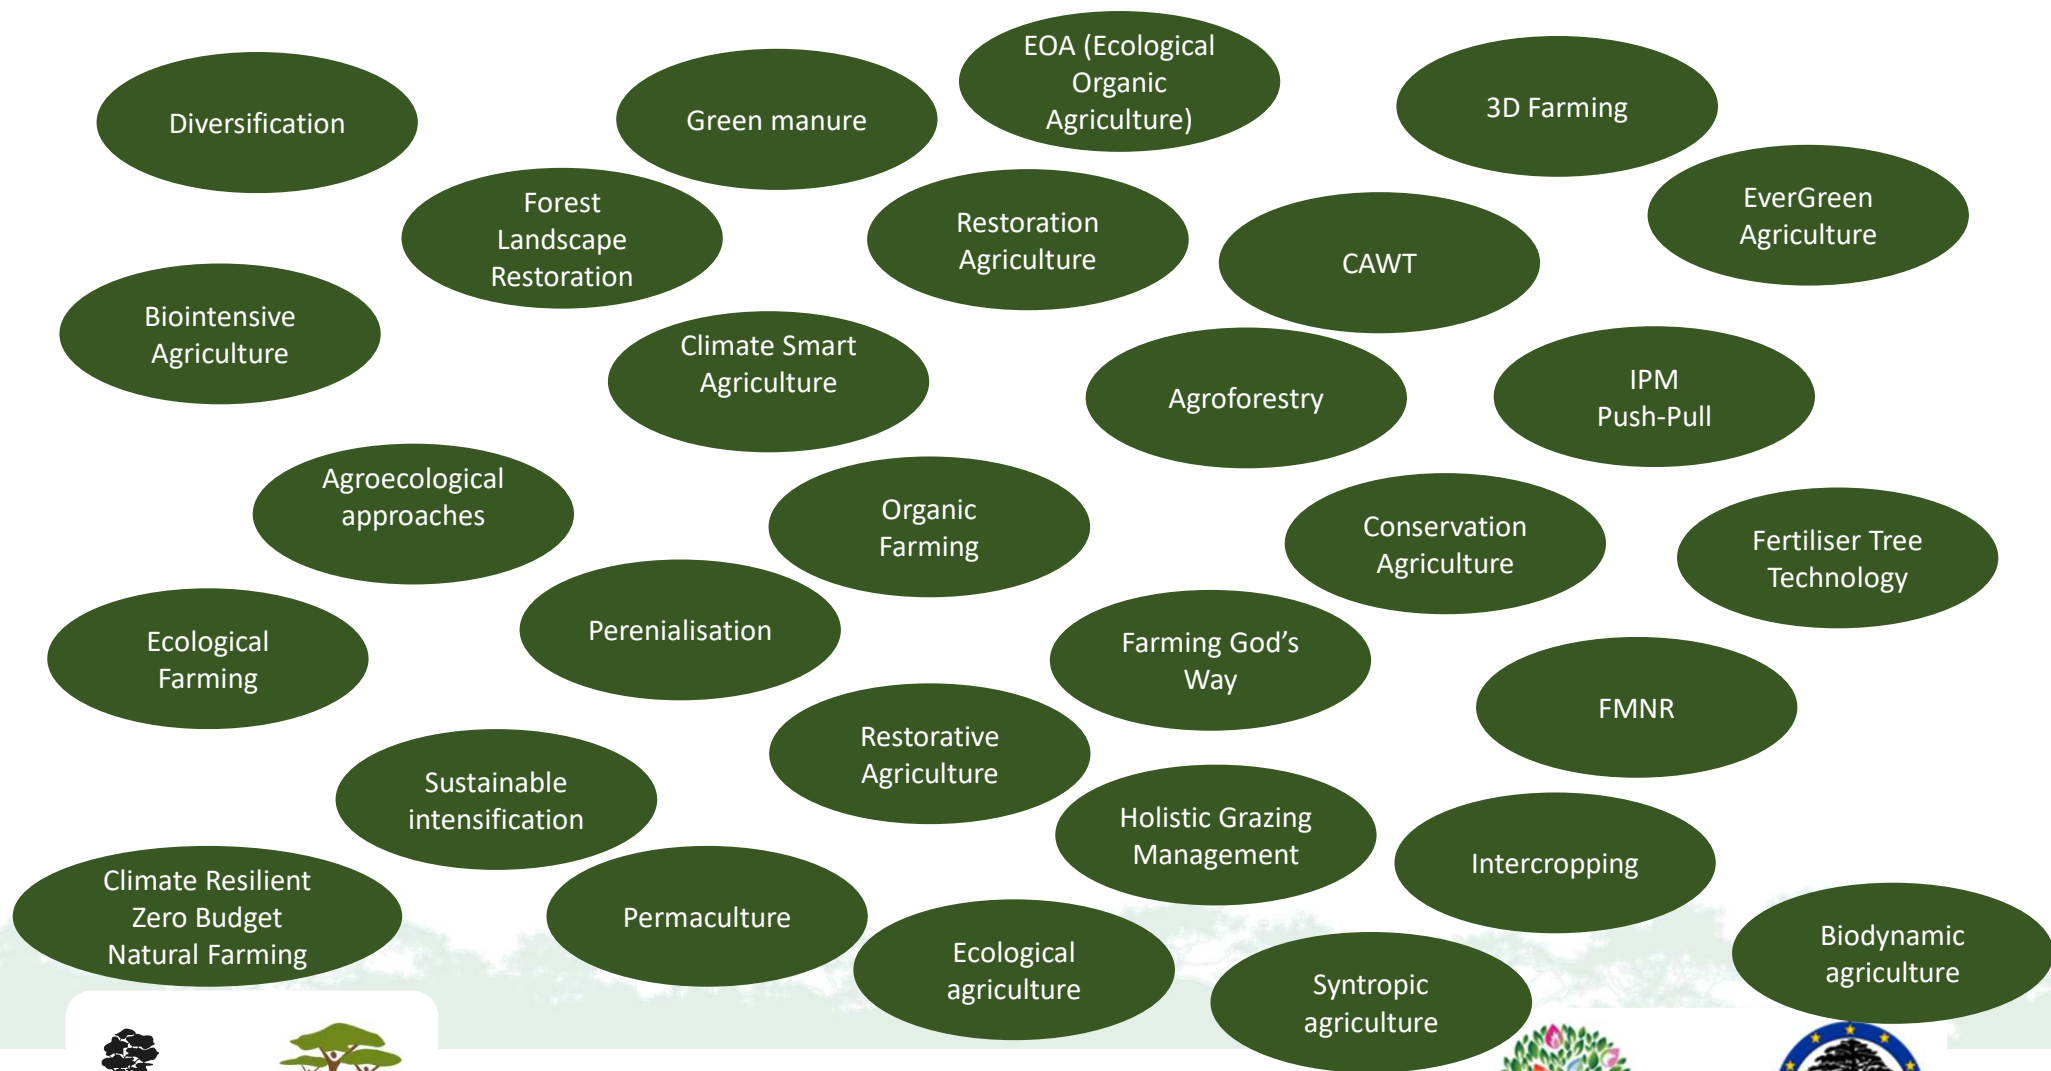 EOA (Ecological
Organic
Agriculture)
Diversification
Green manure
3D Farming
Forest
Landscape
Restoration
Restoration
Agriculture
CAWT
EverGreen
Agriculture
Biointensive
Agriculture
Climate Smart
Agriculture
Agroforestry
IPM
Push-Pull
Agroecological
approaches
Organic
Farming
Conservation
Agriculture
Fertiliser Tree
Technology
Ecological
Farming
Perenialisation
Farming God’s
Way
FMNR
Sustainable
intensification
Restorative
Agriculture
Holistic Grazing
Management
Intercropping
Climate Resilient
Zero Budget
Natural Farming
Permaculture
Ecological
agriculture
Syntropic
agriculture
Biodynamic
agriculture